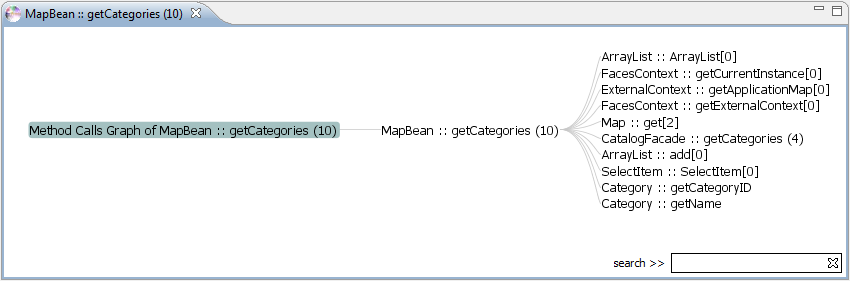 MapBean :: getCategories (10)
Method Calls Graph of MapBean :: getCategories (10)
MapBean :: getCategories (10)
ArrayList :: ArrayList[0]
FacesContext :: getCurrentInstance[0]
ExternalContext :: getApplicationMap[0]
FacesContext :: getExternalContext[0]
Map :: get[2]
CatalogFacade :: getCategories (4)
ArrayList :: add[0]
SelectItem :: SelectItem[0]
Category :: getCategoryID
Category :: getName
search >>